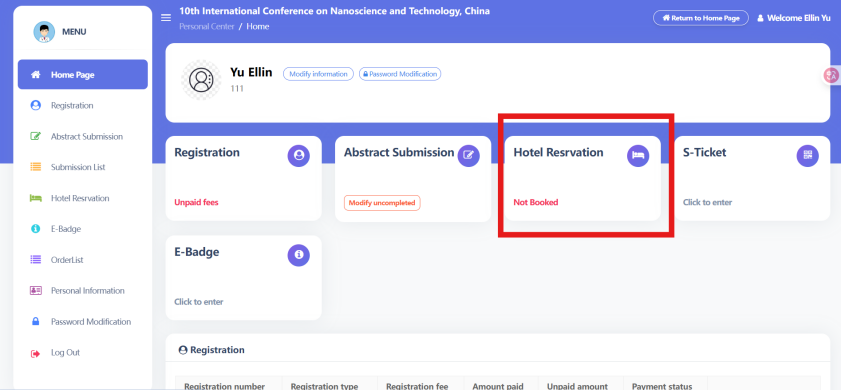 MENU
Home Page
Registration
Abstract Submission
Submission List
Hotel Resrvation
E-Badge
OrderList
Personal Information
Password Modification
Log Out
10th International Conference on Nanoscience and Technology, China
Personal Center / Home
Return to Home Page
Welcome Ellin Yu
Yu Ellin
Modify information
Password Modification
111
Registration
Unpaid fees
Abstract Submission
Modify uncompleted
Hotel Resrvation
Not Booked
S-Ticket
Click to enter
E-Badge
Click to enter
Registration
Registration number Registration type Registration fee Amount paid Unpaid amount Payment status